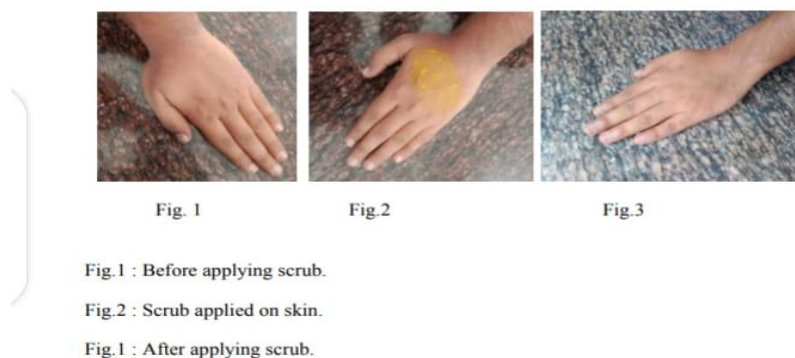 Fig. 1 Fig.2 Fig.3
Fig.1 : Before applying scrub.
Fig.2 : Scrub applied on skin.
Fig.1 : After applying scrub.